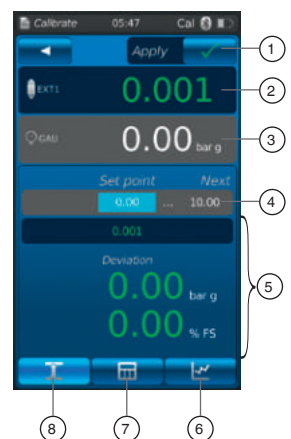 Calibrate 05:47 Cal
Apply
EXT1 0.001
GAU 0.00 bar g
Set point Next
0.00 ... 10.00
0.001
Deviation
0.00 bar g
0.00 % FS
1
2
3
4
5
8 7 6